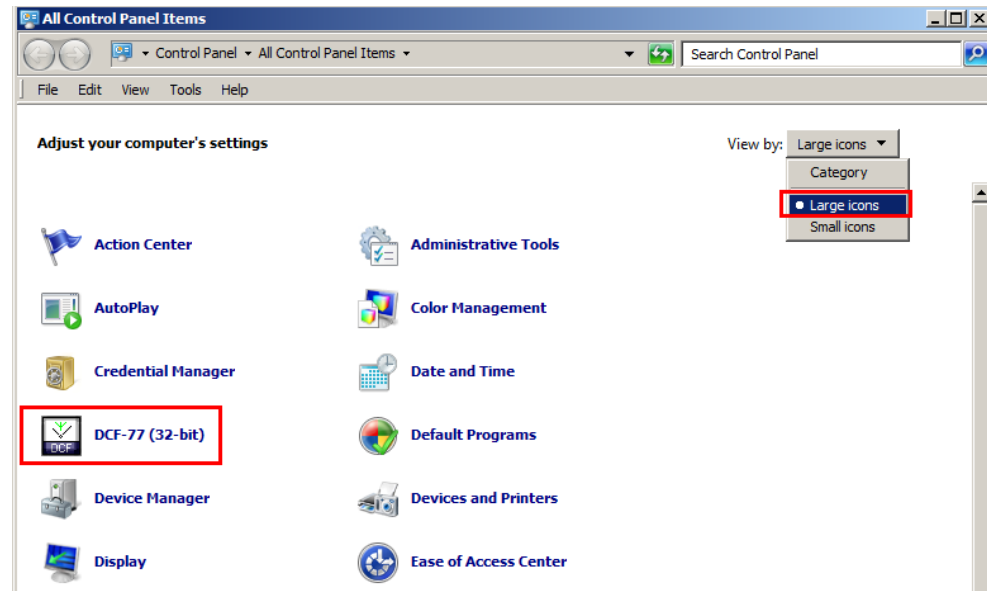 All Control Panel Items
Control Panel All Control Panel Items Search Control Panel
File Edit View Tools Help
Adjust your computer's settings View by: Large icons
Category
Large icons
Small icons
Action Center Administrative Tools
AutoPlay Color Management
Credential Manager Date and Time
DCF DCF-77 (32-bit) Default Programs
Device Manager Devices and Printers
Display Ease of Access Center